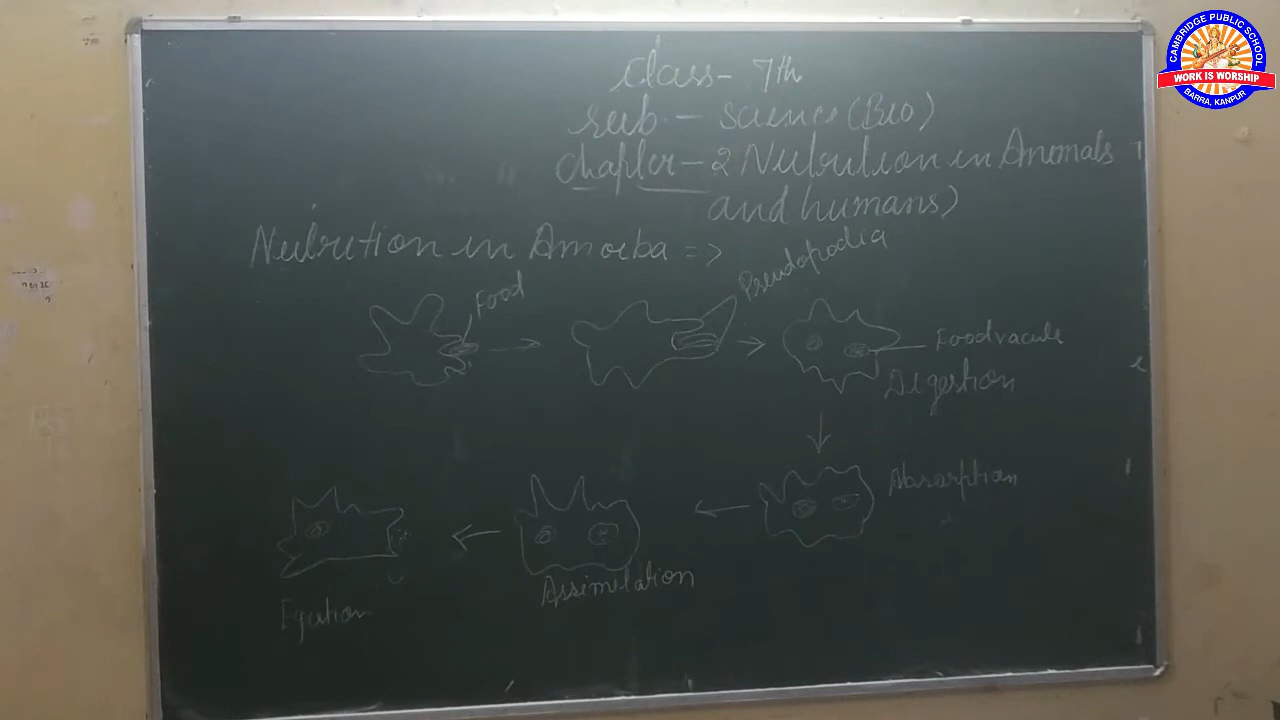 CAMBRIDGE PUBLIC SCHOOL
WORK IS WORSHIP
BARRA, KANPUR
Class- 7th
Sub - Science (Bio)
Chapter - 2 Nutrition in Animals
and humans)
Nutrition in Amoeba =>
Food
Pseudopodia
Food vacule
Digestion
Absorption
Assimilation
Egestion